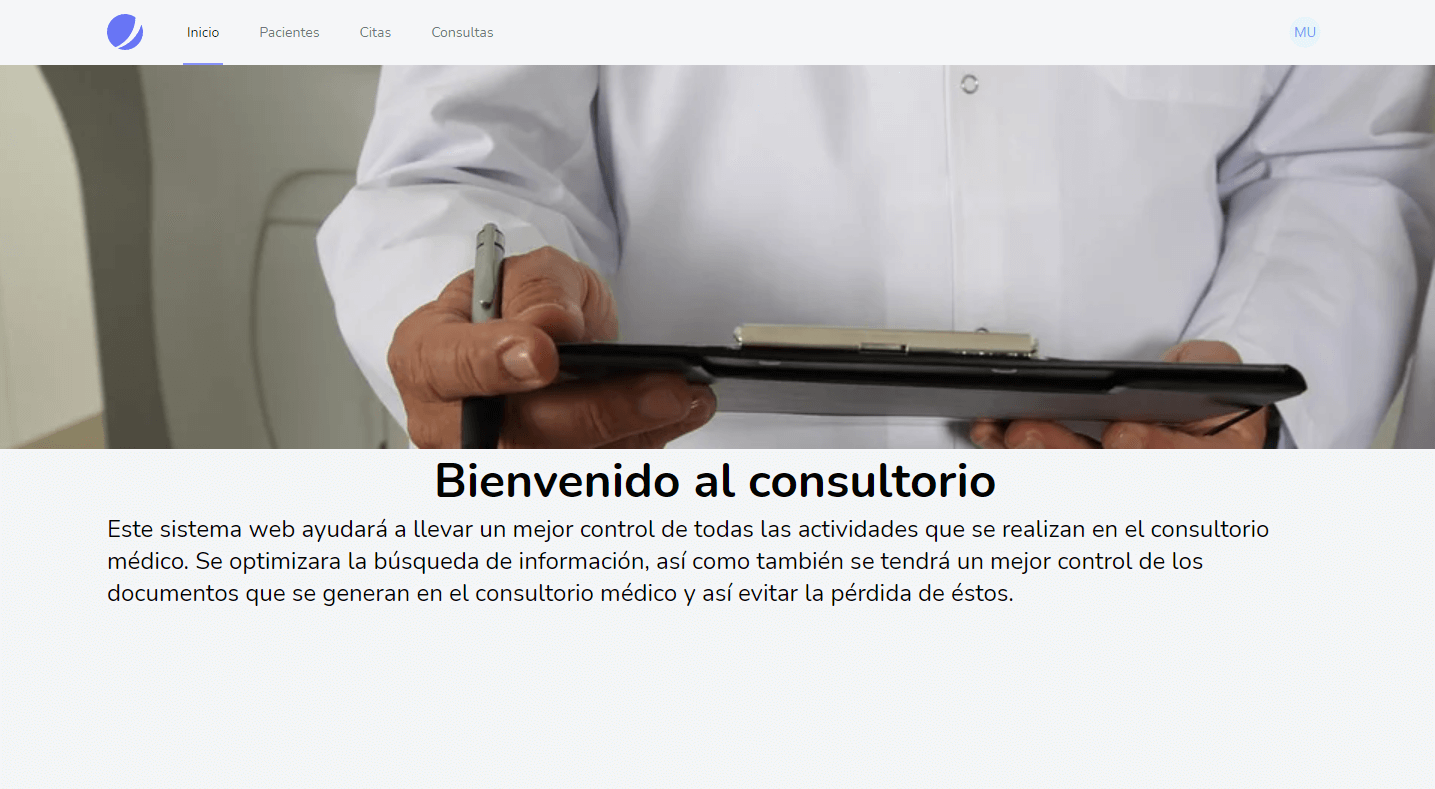 Inicio Pacientes Citas Consultas MU
Bienvenido al consultorio
Este sistema web ayudará a llevar un mejor control de todas las actividades que se realizan en el consultorio
médico. Se optimizara la búsqueda de información, así como también se tendrá un mejor control de los
documentos que se generan en el consultorio médico y así evitar la pérdida de éstos.